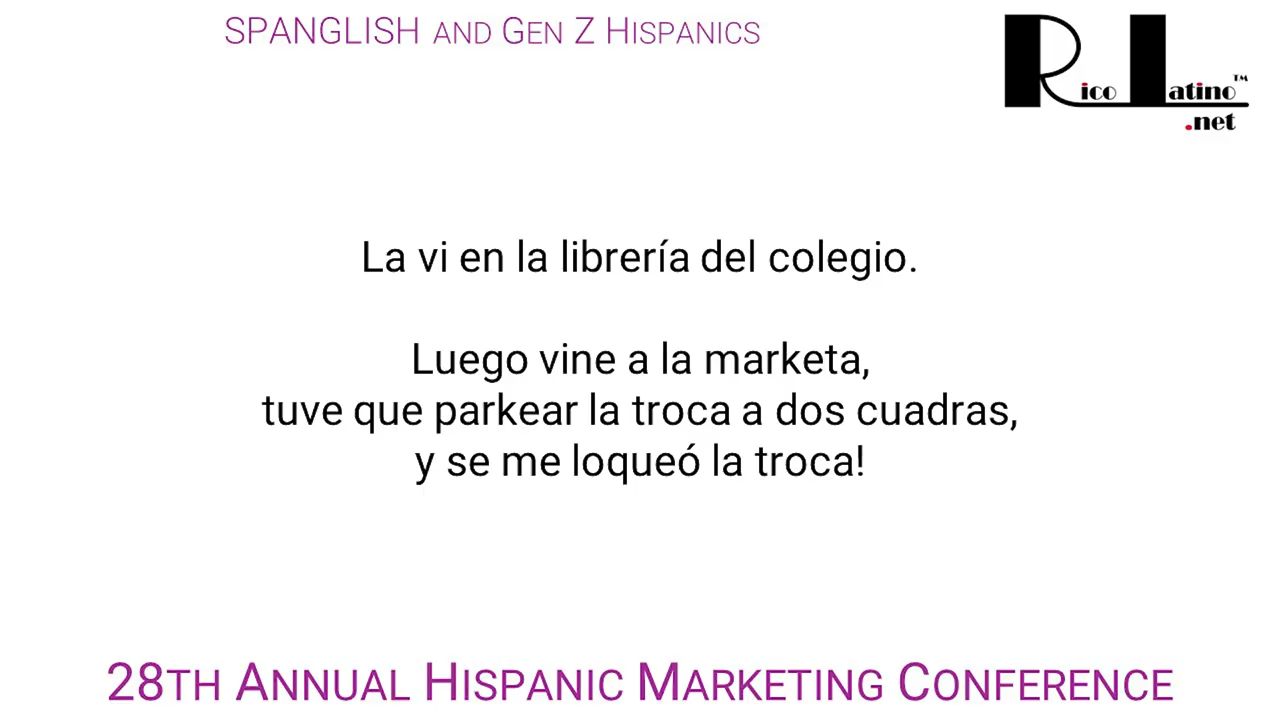 SPANGLISH AND GEN Z HISPANICS
Rico Latino™
.net
La vi en la librería del colegio.
Luego vine a la marketa,
tuve que parkear la troca a dos cuadras,
y se me loqueó la troca!
28TH ANNUAL HISPANIC MARKETING CONFERENCE